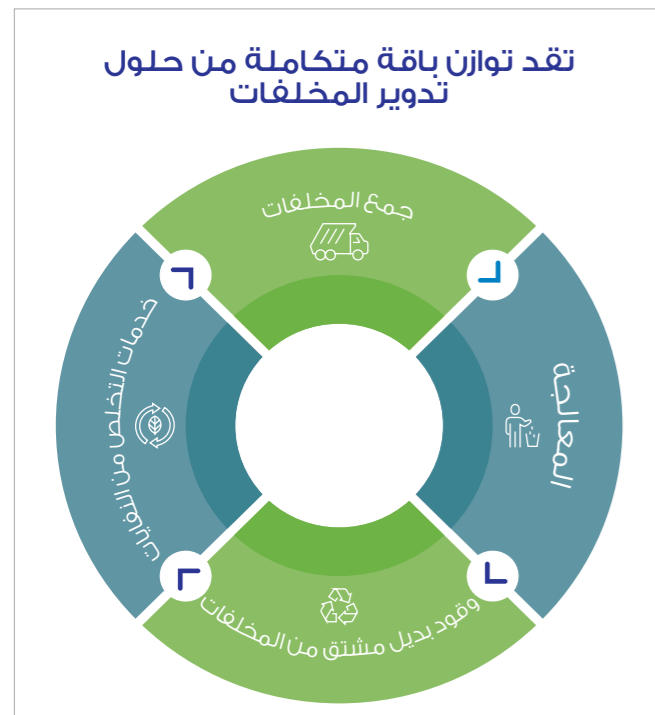 تقد توازن باقة متكاملة من حلول
تدوير المخلفات
جمع المخلفات
المعالجة
وقود بديل مشتق من المخلفات
خدمات التخلص من النفايات